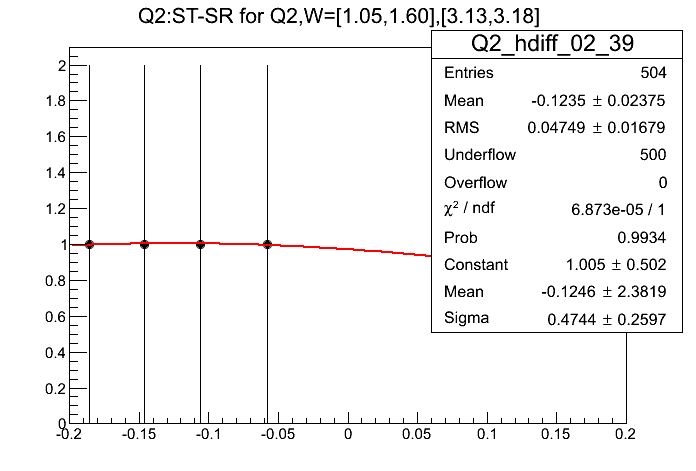 Q2:ST-SR for Q2,W=[1.05,1.60],[3.13,3.18]
Q2_hdiff_02_39
Entries 504
Mean -0.1235 ± 0.02375
RMS 0.04749 ± 0.01679
Underflow 500
Overflow 0
χ² / ndf 6.873e-05 / 1
Prob 0.9934
Constant 1.005 ± 0.502
Mean -0.1246 ± 2.3819
Sigma 0.4744 ± 0.2597
2
1.8
1.6
1.4
1.2
1
0.8
0.6
0.4
0.2
0
-0.2 -0.15 -0.1 -0.05 0 0.05 0.1 0.15 0.2